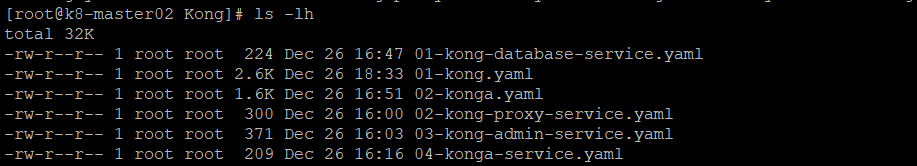 [root@k8-master02 Kong]# ls -lh
total 32K
-rw-r--r-- 1 root root  224 Dec 26 16:47 01-kong-database-service.yaml
-rw-r--r-- 1 root root 2.6K Dec 26 18:33 01-kong.yaml
-rw-r--r-- 1 root root 1.6K Dec 26 16:51 02-konga.yaml
-rw-r--r-- 1 root root  300 Dec 26 16:00 02-kong-proxy-service.yaml
-rw-r--r-- 1 root root  371 Dec 26 16:03 03-kong-admin-service.yaml
-rw-r--r-- 1 root root  209 Dec 26 16:16 04-konga-service.yaml